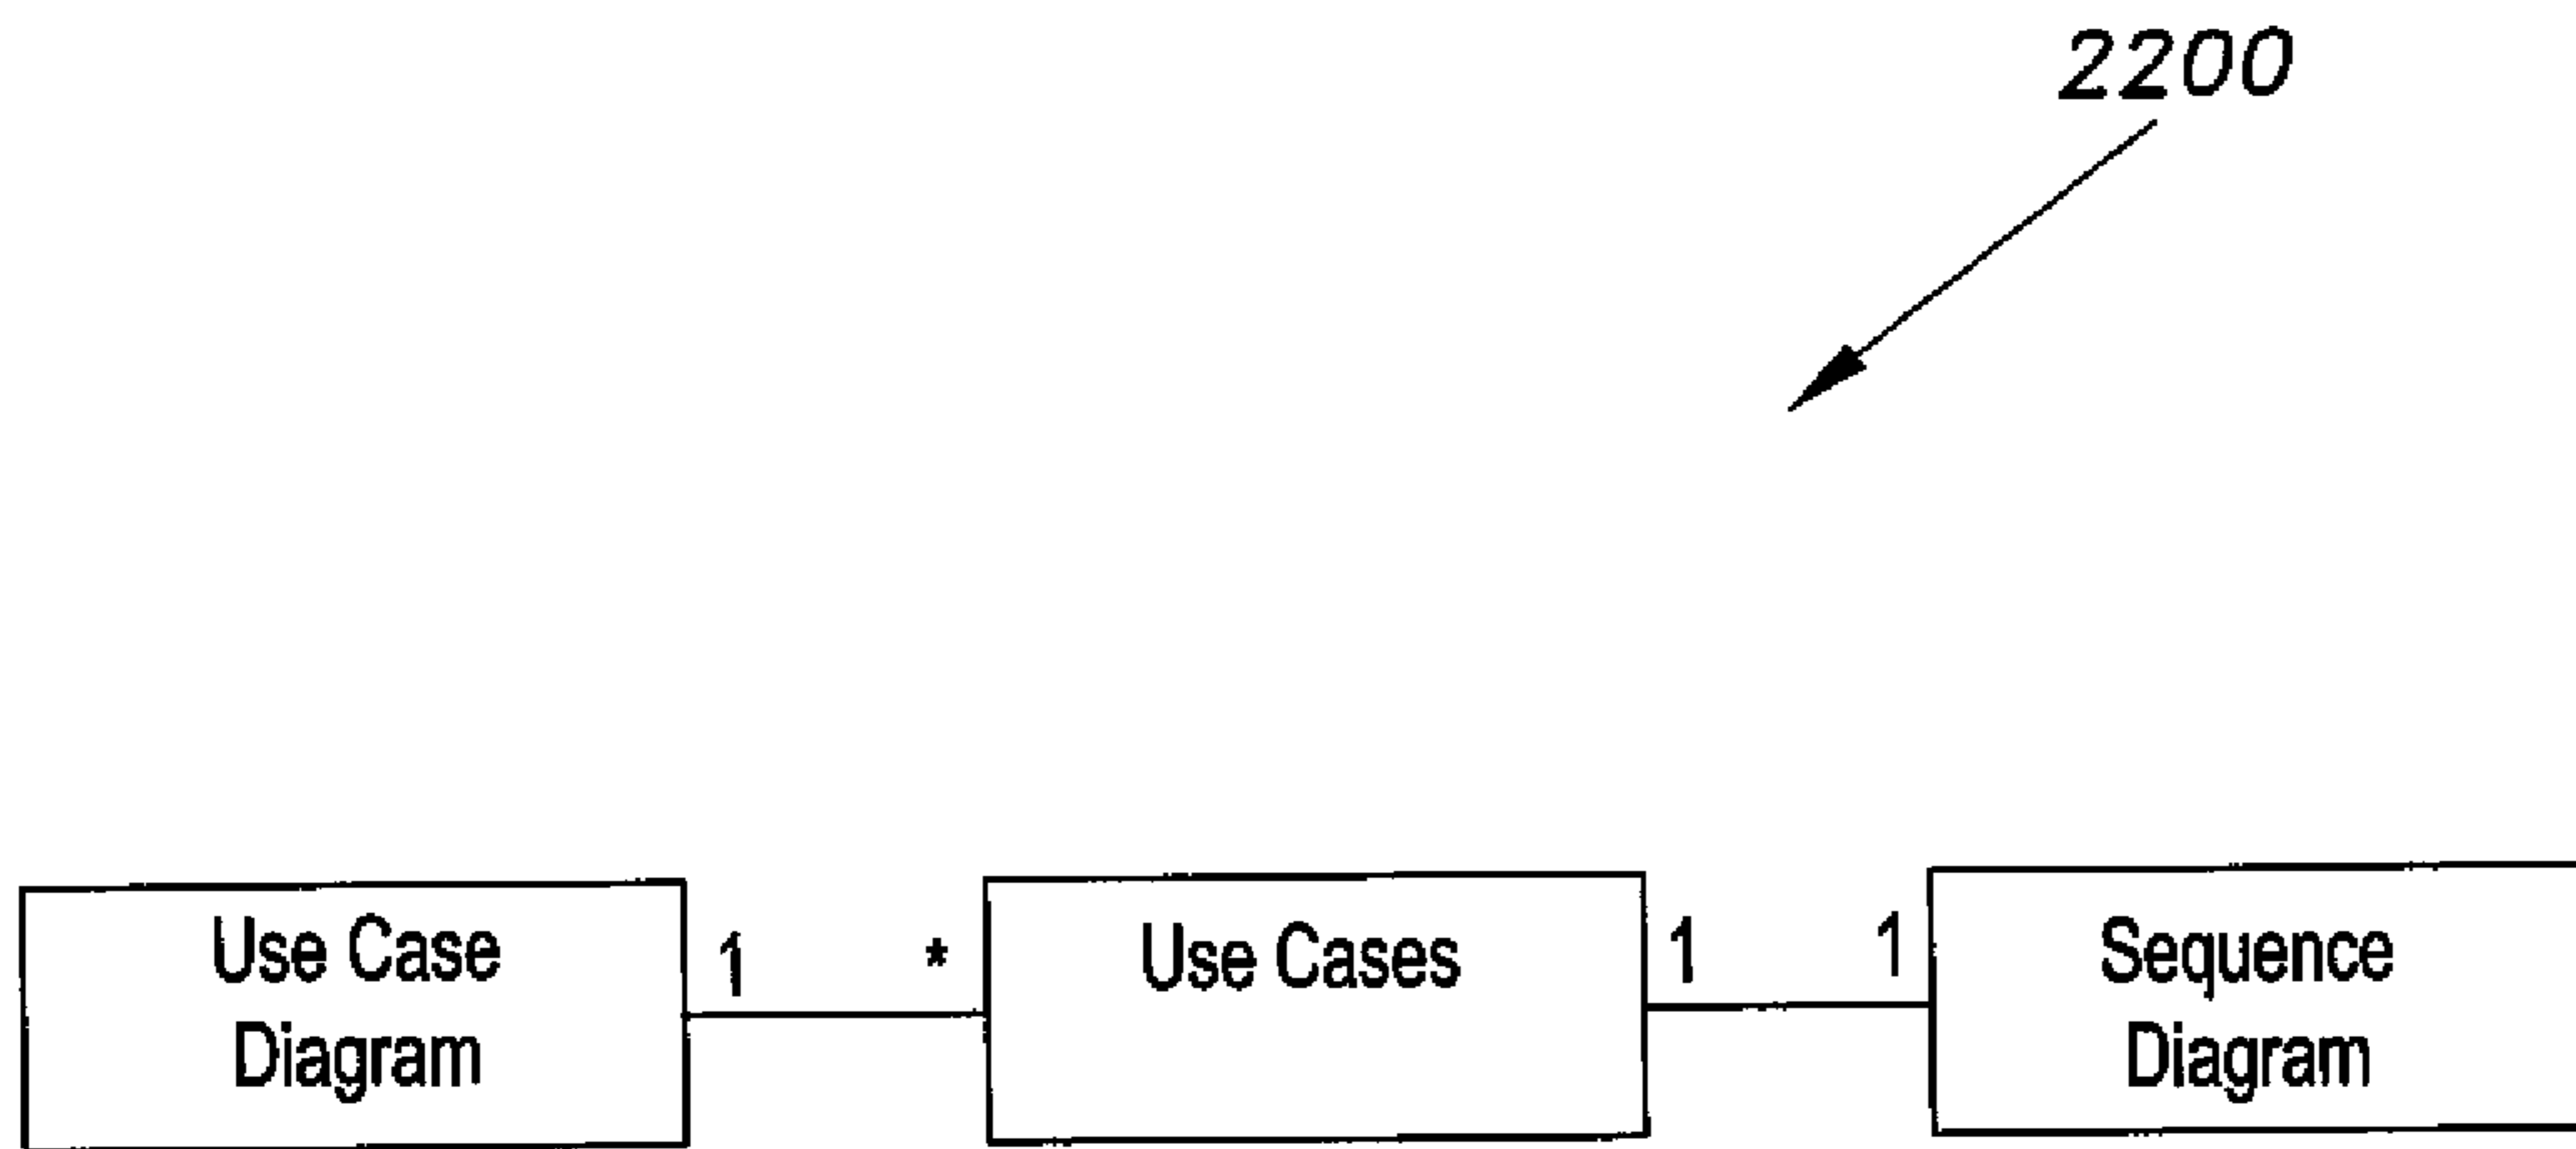 2200
Use Case
Diagram
1
*
Use Cases
1
1
Sequence
Diagram